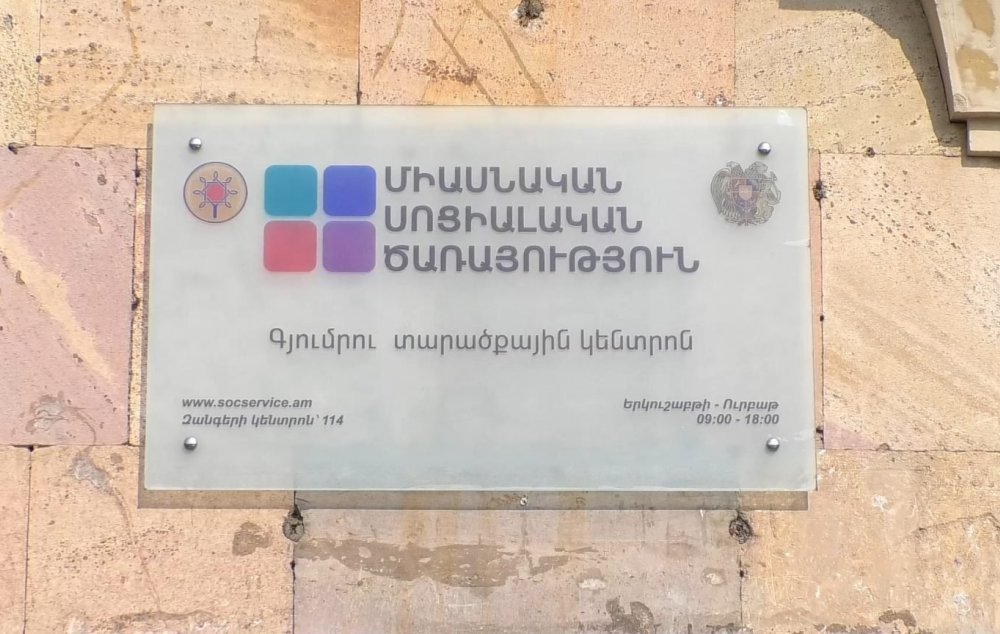 ՄԻԱՍՆԱԿԱՆ
ՍՈՑԻԱԼԱԿԱՆ
ԾԱՌԱՅՈՒԹՅՈՒՆ
Գյումրու տարածքային կենտրոն
www.socservice.am
Զանգերի կենտրոն՝ 114
Երկուշաբթի - Ուրբաթ
09:00 - 18:00